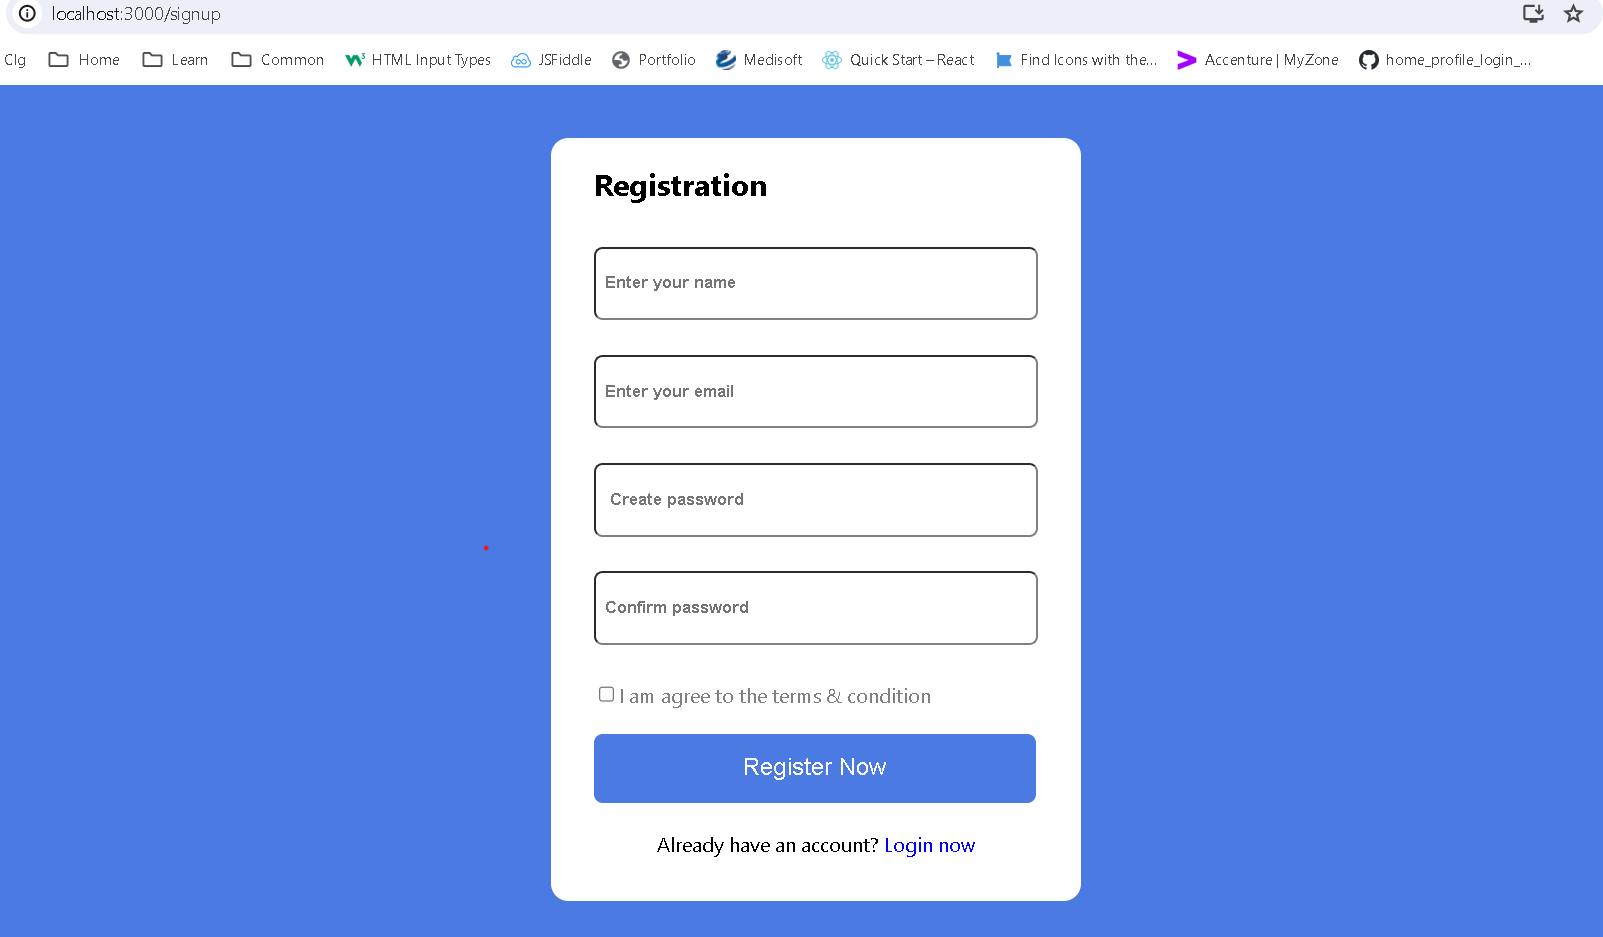 localhost:3000/signup
Clg Home Learn Common W3 HTML Input Types JSFiddle Portfolio Medisoft Quick Start – React Find Icons with the... Accenture | MyZone home_profile_login_...
Registration
Enter your name
Enter your email
Create password
Confirm password
I am agree to the terms & condition
Register Now
Already have an account? Login now